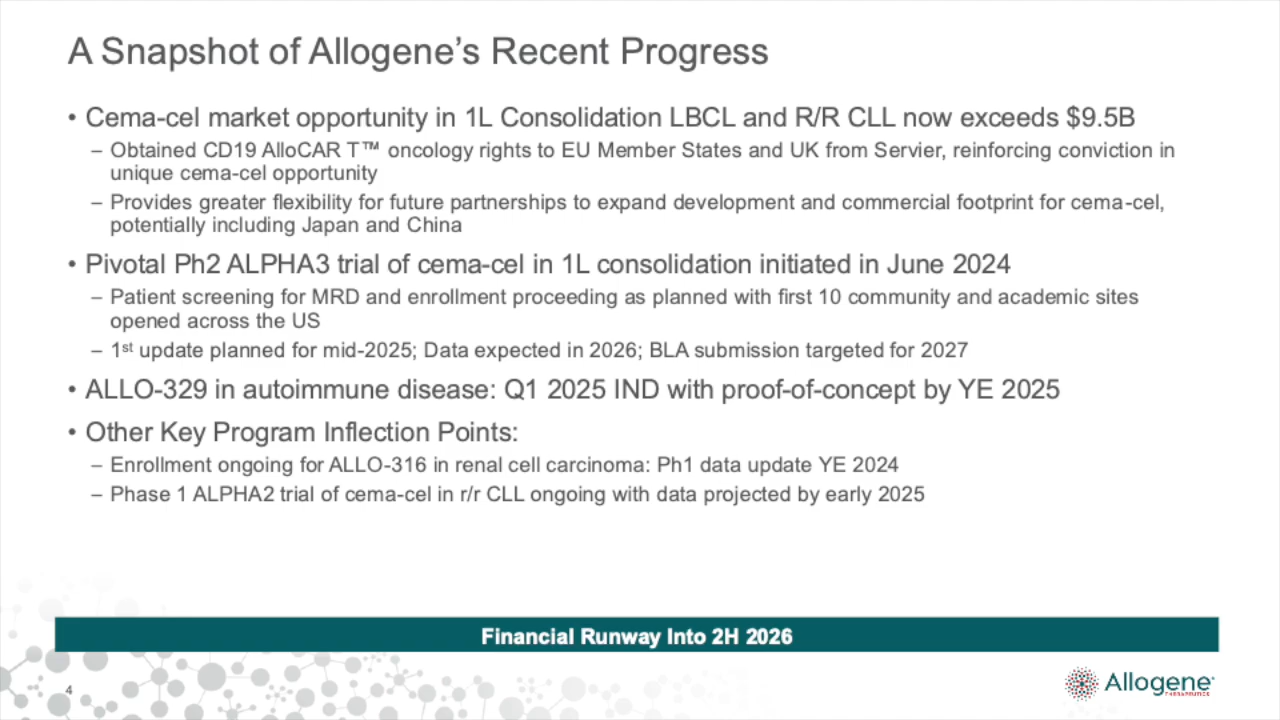 A Snapshot of Allogene's Recent Progress
• Cema-cel market opportunity in 1L Consolidation LBCL and R/R CLL now exceeds $9.5B
– Obtained CD19 AlloCAR T™ oncology rights to EU Member States and UK from Servier, reinforcing conviction in
unique cema-cel opportunity
– Provides greater flexibility for future partnerships to expand development and commercial footprint for cema-cel,
potentially including Japan and China
• Pivotal Ph2 ALPHA3 trial of cema-cel in 1L consolidation initiated in June 2024
– Patient screening for MRD and enrollment proceeding as planned with first 10 community and academic sites
opened across the US
– 1st update planned for mid-2025; Data expected in 2026; BLA submission targeted for 2027
• ALLO-329 in autoimmune disease: Q1 2025 IND with proof-of-concept by YE 2025
• Other Key Program Inflection Points:
– Enrollment ongoing for ALLO-316 in renal cell carcinoma: Ph1 data update YE 2024
– Phase 1 ALPHA2 trial of cema-cel in r/r CLL ongoing with data projected by early 2025
Financial Runway Into 2H 2026
4
Allogene
THERAPEUTICS